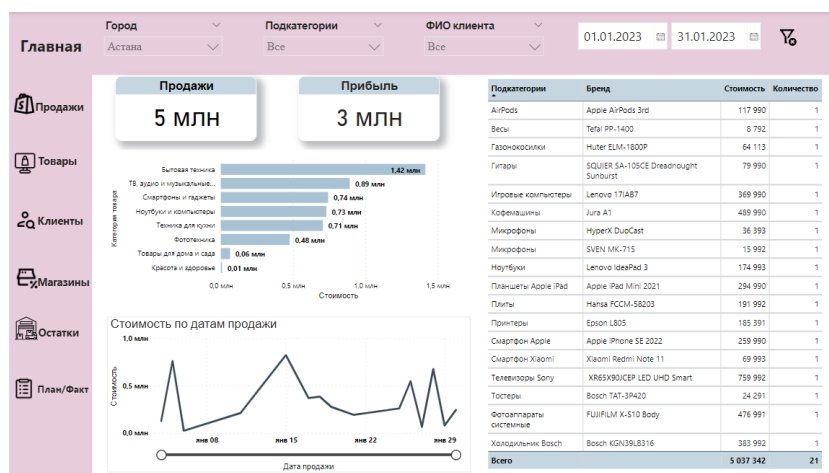 Главная
Город
Астана
Подкатегории
Все
ФИО клиента
Все
01.01.2023
31.01.2023
Продажи
Товары
Клиенты
Магазины
Остатки
План/Факт
Продажи
5 млн
Прибыль
3 млн
Категория товара
Бытовая техника 1,42 млн
ТВ, аудио и музыкальные... 0,89 млн
Смартфоны и гаджеты 0,74 млн
Ноутбуки и компьютеры 0,73 млн
Техника для кухни 0,71 млн
Фототехника 0,48 млн
Товары для дома и сада 0,06 млн
Красота и здоровье 0,01 млн
0,0 млн 0,5 млн 1,0 млн 1,5 млн
Стоимость
Стоимость по датам продажи
1,0 млн
0,5 млн
0,0 млн
Стоимость
янв 08 янв 15 янв 22 янв 29
Дата продажи
Подкатегории Бренд Стоимость Количество
AirPods Apple AirPods 3rd 117 990 1
Весы Tefal PP-1400 8 792 1
Газонокосилки Huter ELM-1800P 64 113 1
Гитары SQUIER SA-105CE Dreadnought 79 990 1
Sunburst
Игровые компьютеры Lenovo 17IAB7 369 990 1
Кофемашины Jura A1 489 990 1
Микрофоны HyperX DuoCast 36 393 1
Микрофоны SVEN MK-715 15 992 1
Ноутбуки Lenovo IdeaPad 3 174 993 1
Планшеты Apple iPad Apple iPad Mini 2021 294 990 1
Плиты Hansa FCCM-58203 191 992 1
Принтеры Epson L805 185 391 1
Смартфон Apple Apple iPhone SE 2022 259 990 1
Смартфон Xiaomi Xiaomi Redmi Note 11 69 993 1
Телевизоры Sony XR65X90JCEP LED UHD Smart 759 992 1
Тостеры Bosch TAT-3P420 24 291 1
Фотоаппараты FUJIFILM X-S10 Body 476 991 1
системные
Холодильник Bosch Bosch KGN39LB316 383 992 1
Всего 5 037 342 21